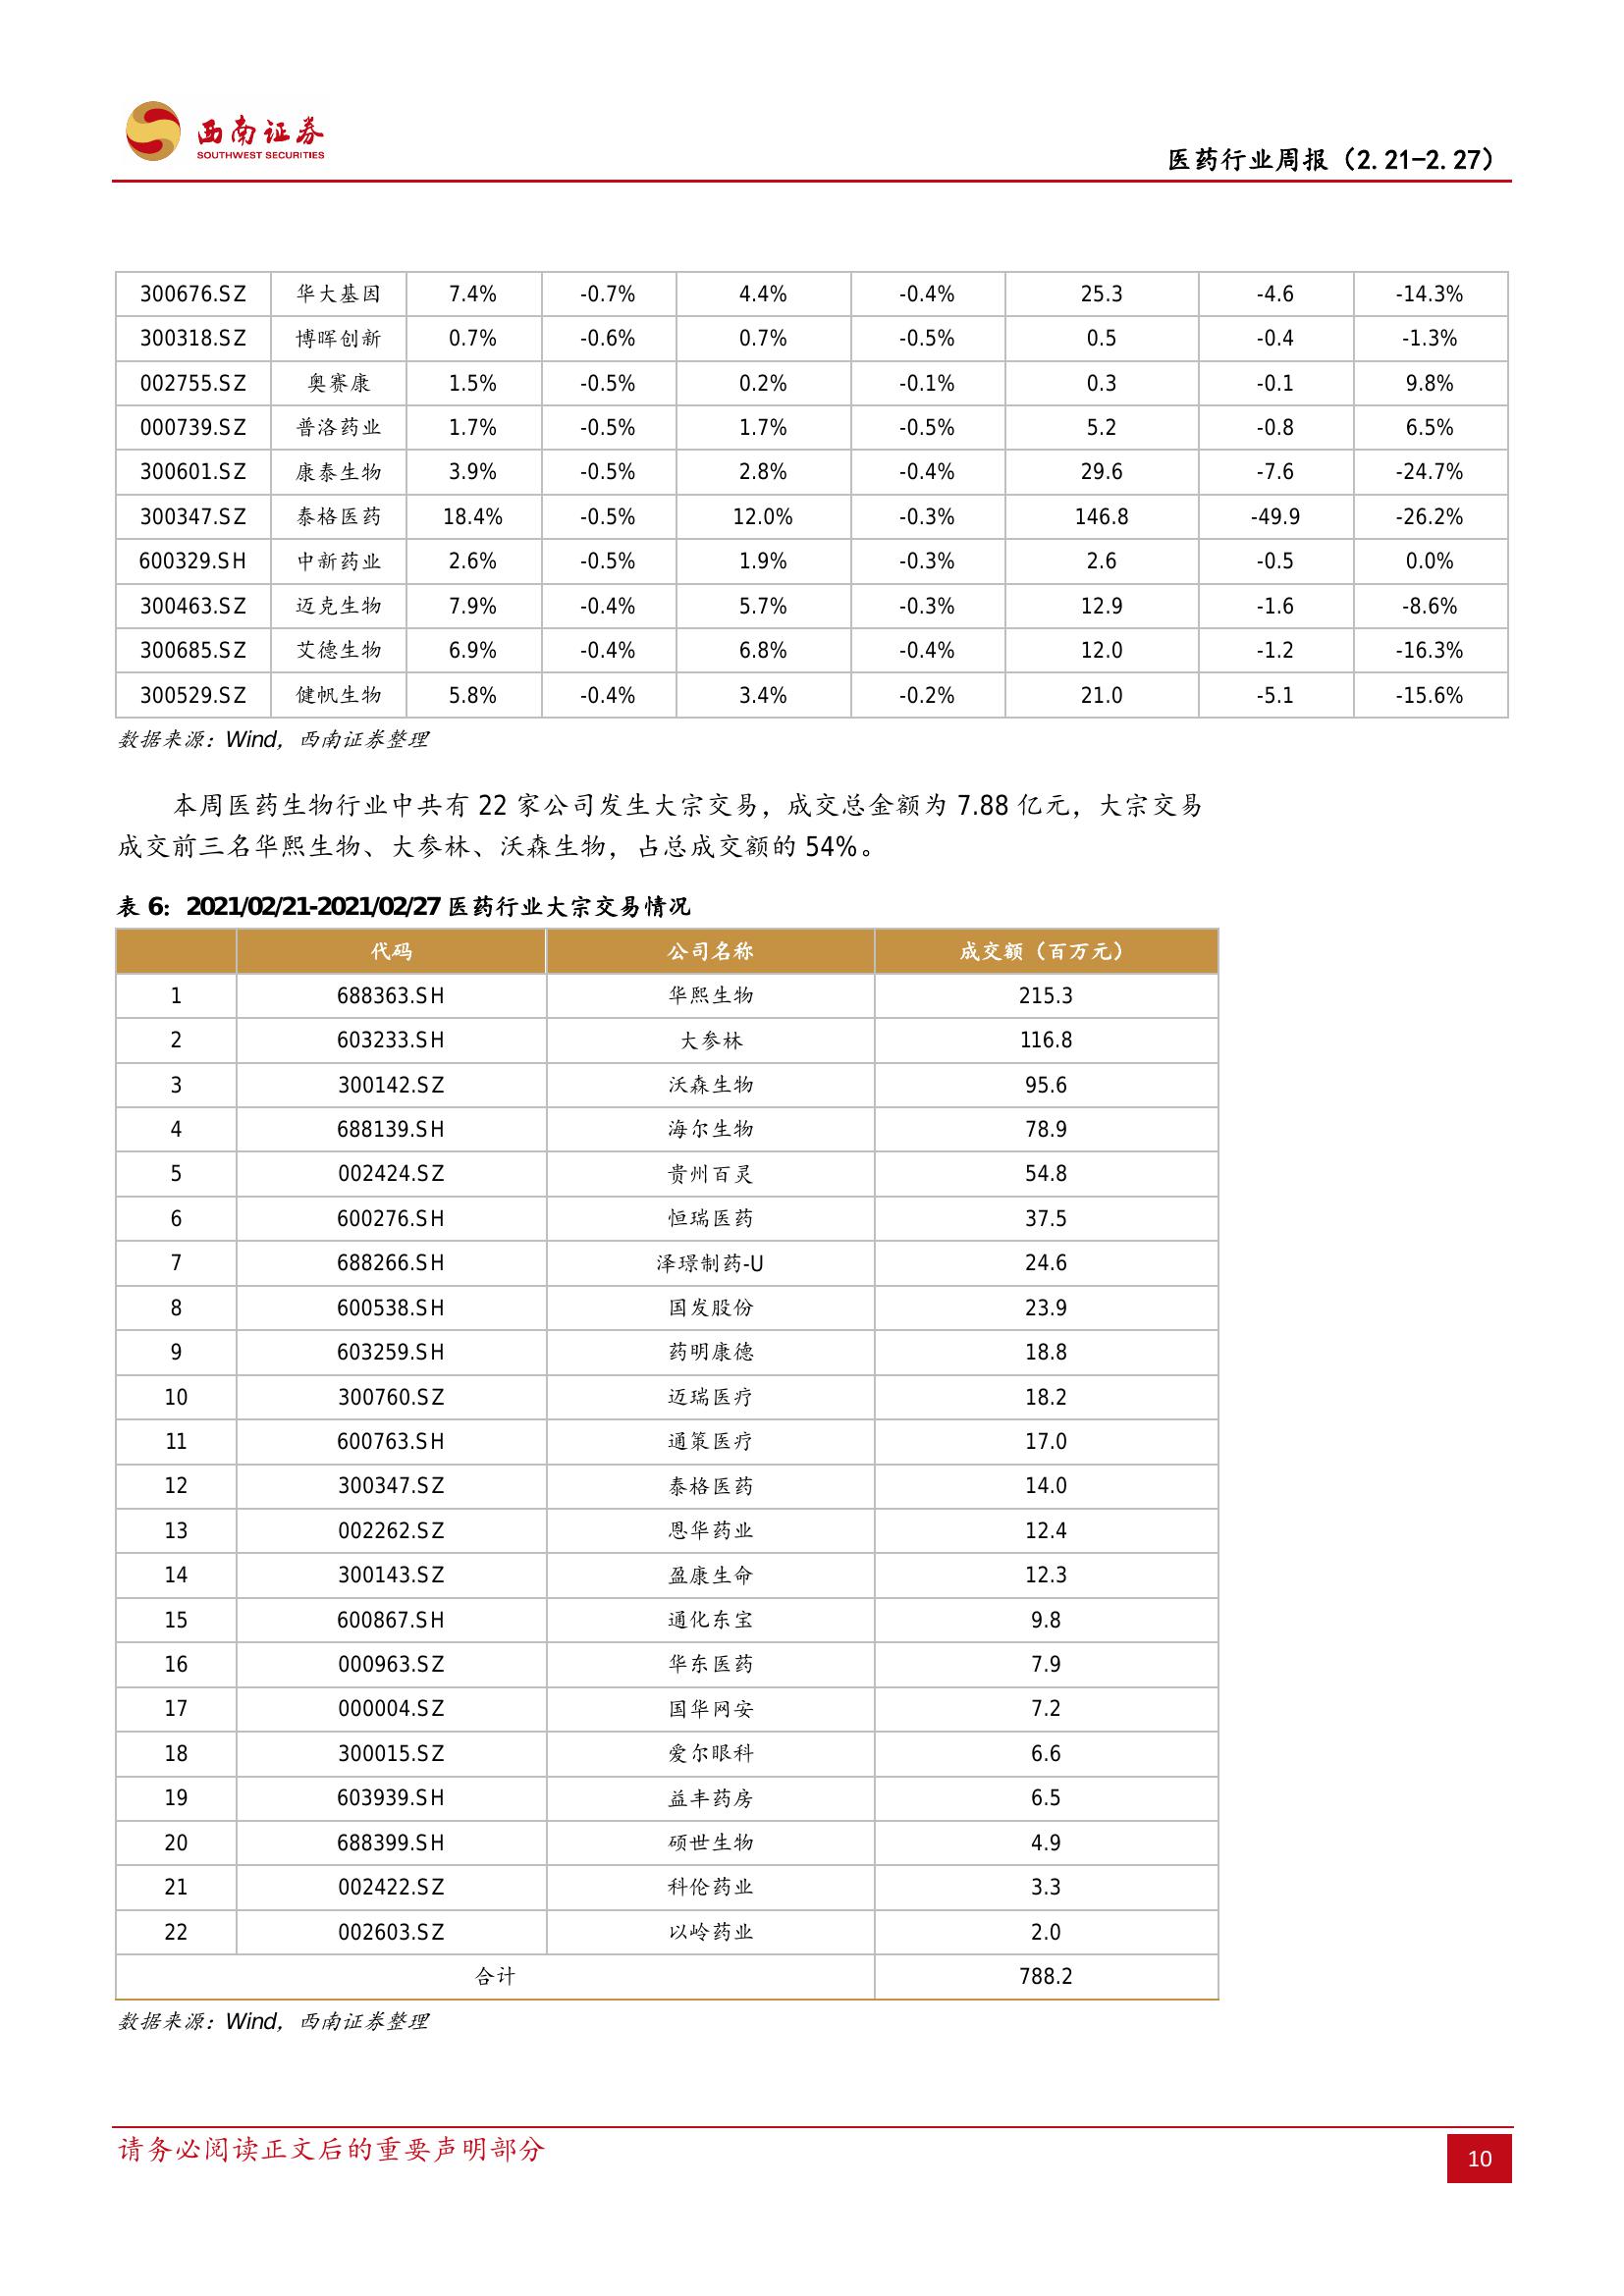 西南证券
SOUTHWEST SECURITIES
医药行业周报（2.21-2.27）
300676.SZ 华大基因 7.4% -0.7% 4.4% -0.4% 25.3 -4.6 -14.3%
300318.SZ 博晖创新 0.7% -0.6% 0.7% -0.5% 0.5 -0.4 -1.3%
002755.SZ 奥赛康 1.5% -0.5% 0.2% -0.1% 0.3 -0.1 9.8%
000739.SZ 普洛药业 1.7% -0.5% 1.7% -0.5% 5.2 -0.8 6.5%
300601.SZ 康泰生物 3.9% -0.5% 2.8% -0.4% 29.6 -7.6 -24.7%
300347.SZ 泰格医药 18.4% -0.5% 12.0% -0.3% 146.8 -49.9 -26.2%
600329.SH 中新药业 2.6% -0.5% 1.9% -0.3% 2.6 -0.5 0.0%
300463.SZ 迈克生物 7.9% -0.4% 5.7% -0.3% 12.9 -1.6 -8.6%
300685.SZ 艾德生物 6.9% -0.4% 6.8% -0.4% 12.0 -1.2 -16.3%
300529.SZ 健帆生物 5.8% -0.4% 3.4% -0.2% 21.0 -5.1 -15.6%
数据来源：Wind，西南证券整理
本周医药生物行业中共有 22 家公司发生大宗交易，成交总金额为 7.88 亿元，大宗交易
成交前三名华熙生物、大参林、沃森生物，占总成交额的 54%。
表 6：2021/02/21-2021/02/27 医药行业大宗交易情况
代码 公司名称 成交额（百万元）
1 688363.SH 华熙生物 215.3
2 603233.SH 大参林 116.8
3 300142.SZ 沃森生物 95.6
4 688139.SH 海尔生物 78.9
5 002424.SZ 贵州百灵 54.8
6 600276.SH 恒瑞医药 37.5
7 688266.SH 泽璟制药-U 24.6
8 600538.SH 国发股份 23.9
9 603259.SH 药明康德 18.8
10 300760.SZ 迈瑞医疗 18.2
11 600763.SH 通策医疗 17.0
12 300347.SZ 泰格医药 14.0
13 002262.SZ 恩华药业 12.4
14 300143.SZ 盈康生命 12.3
15 600867.SH 通化东宝 9.8
16 000963.SZ 华东医药 7.9
17 000004.SZ 国华网安 7.2
18 300015.SZ 爱尔眼科 6.6
19 603939.SH 益丰药房 6.5
20 688399.SH 硕世生物 4.9
21 002422.SZ 科伦药业 3.3
22 002603.SZ 以岭药业 2.0
合计 788.2
数据来源：Wind，西南证券整理
请务必阅读正文后的重要声明部分
10